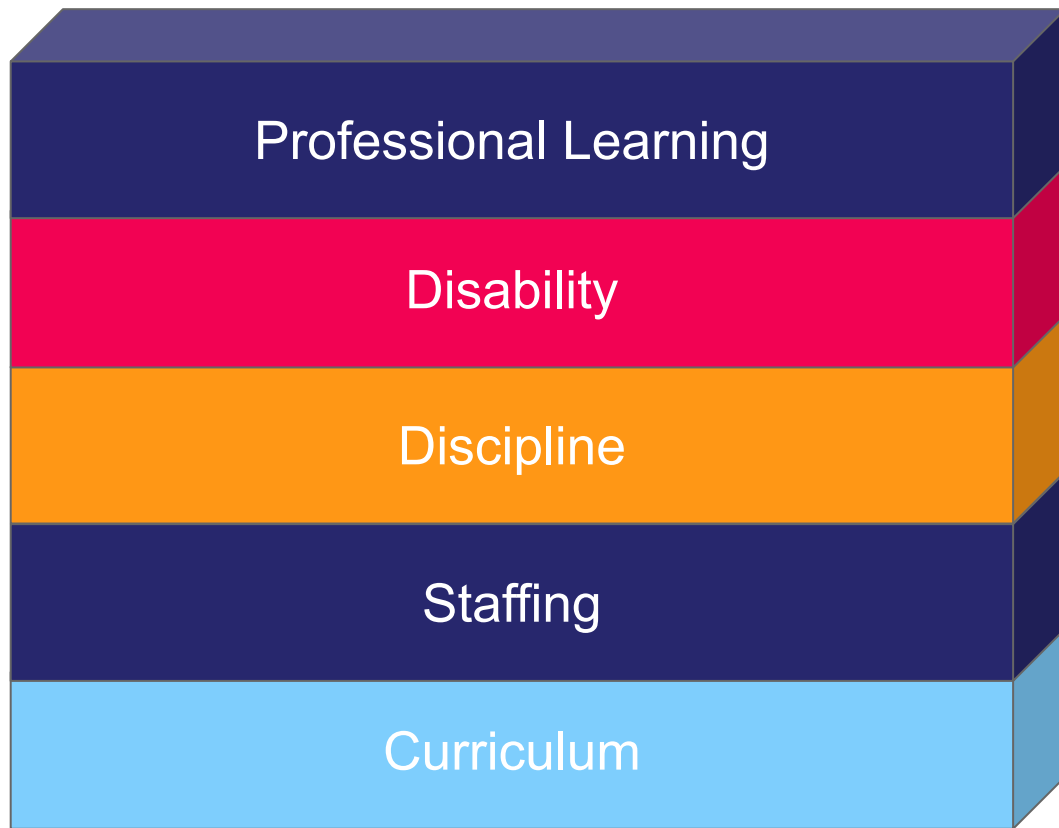 Professional Learning
Disability
Discipline
Staffing
Curriculum